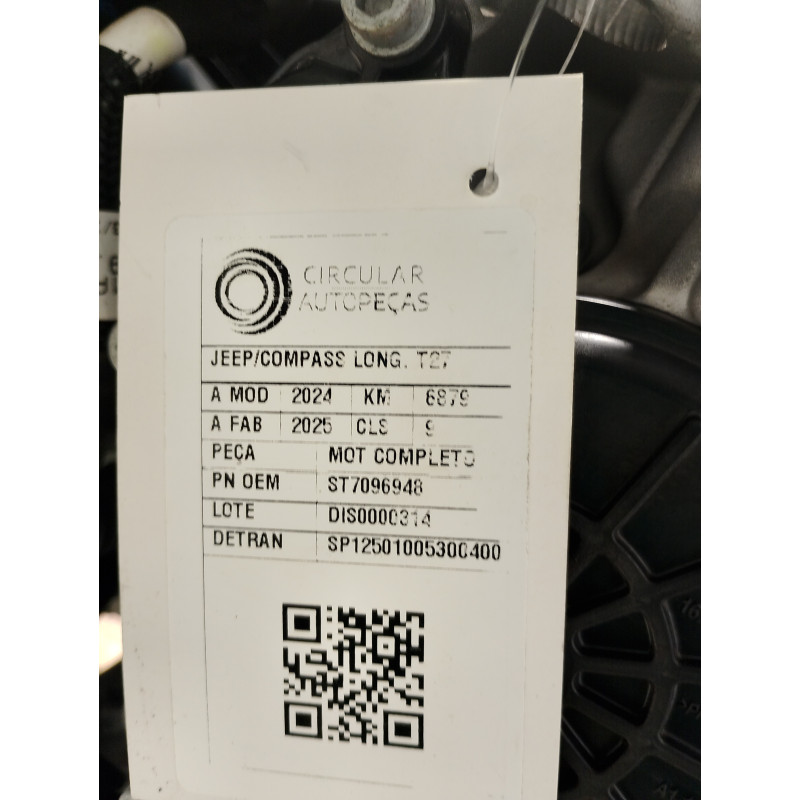 CIRCULAR
AUTOPEÇAS
JEEP/COMPASS LONG. T27
A MOD 2024 KM 6879
A FAB 2025 CLS 9
PEÇA MOT COMPLETO
PN OEM ST7096948
LOTE DIS0000314
DETRAN SP12501005300400